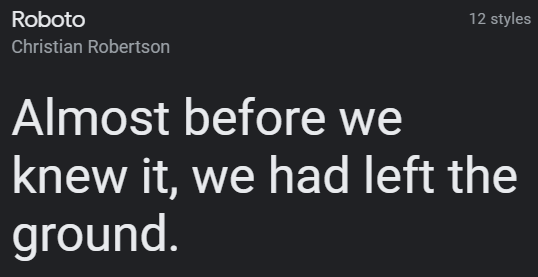 Roboto
12 styles
Christian Robertson
Almost before we
knew it, we had left the
ground.